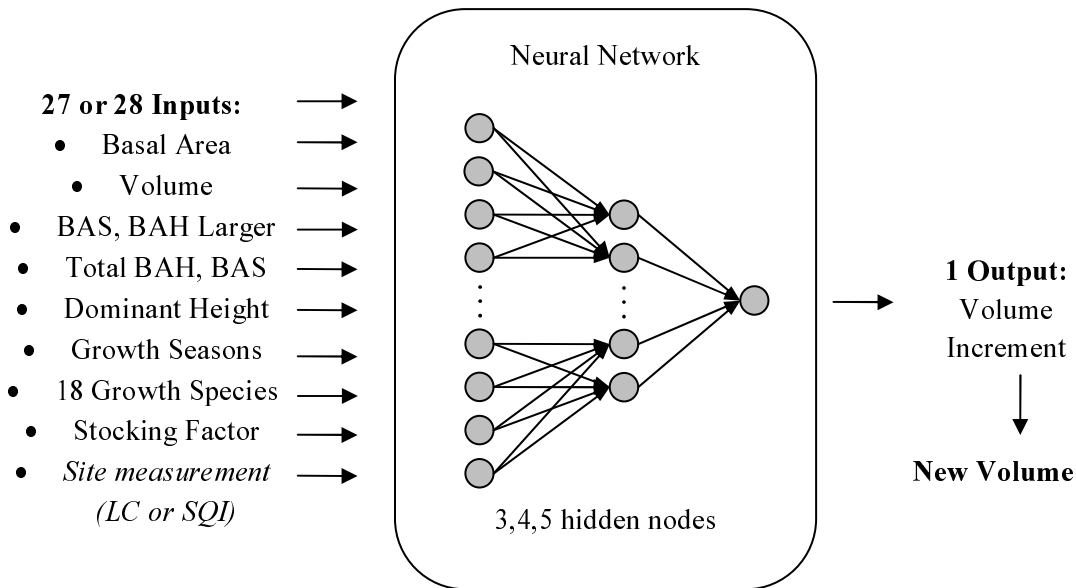 Neural Network
27 or 28 Inputs:
• Basal Area
• Volume
• BAS, BAH Larger
• Total BAH, BAS
• Dominant Height
• Growth Seasons
• 18 Growth Species
• Stocking Factor
• Site measurement
(LC or SQI)
3,4,5 hidden nodes
1 Output:
Volume
Increment
New Volume